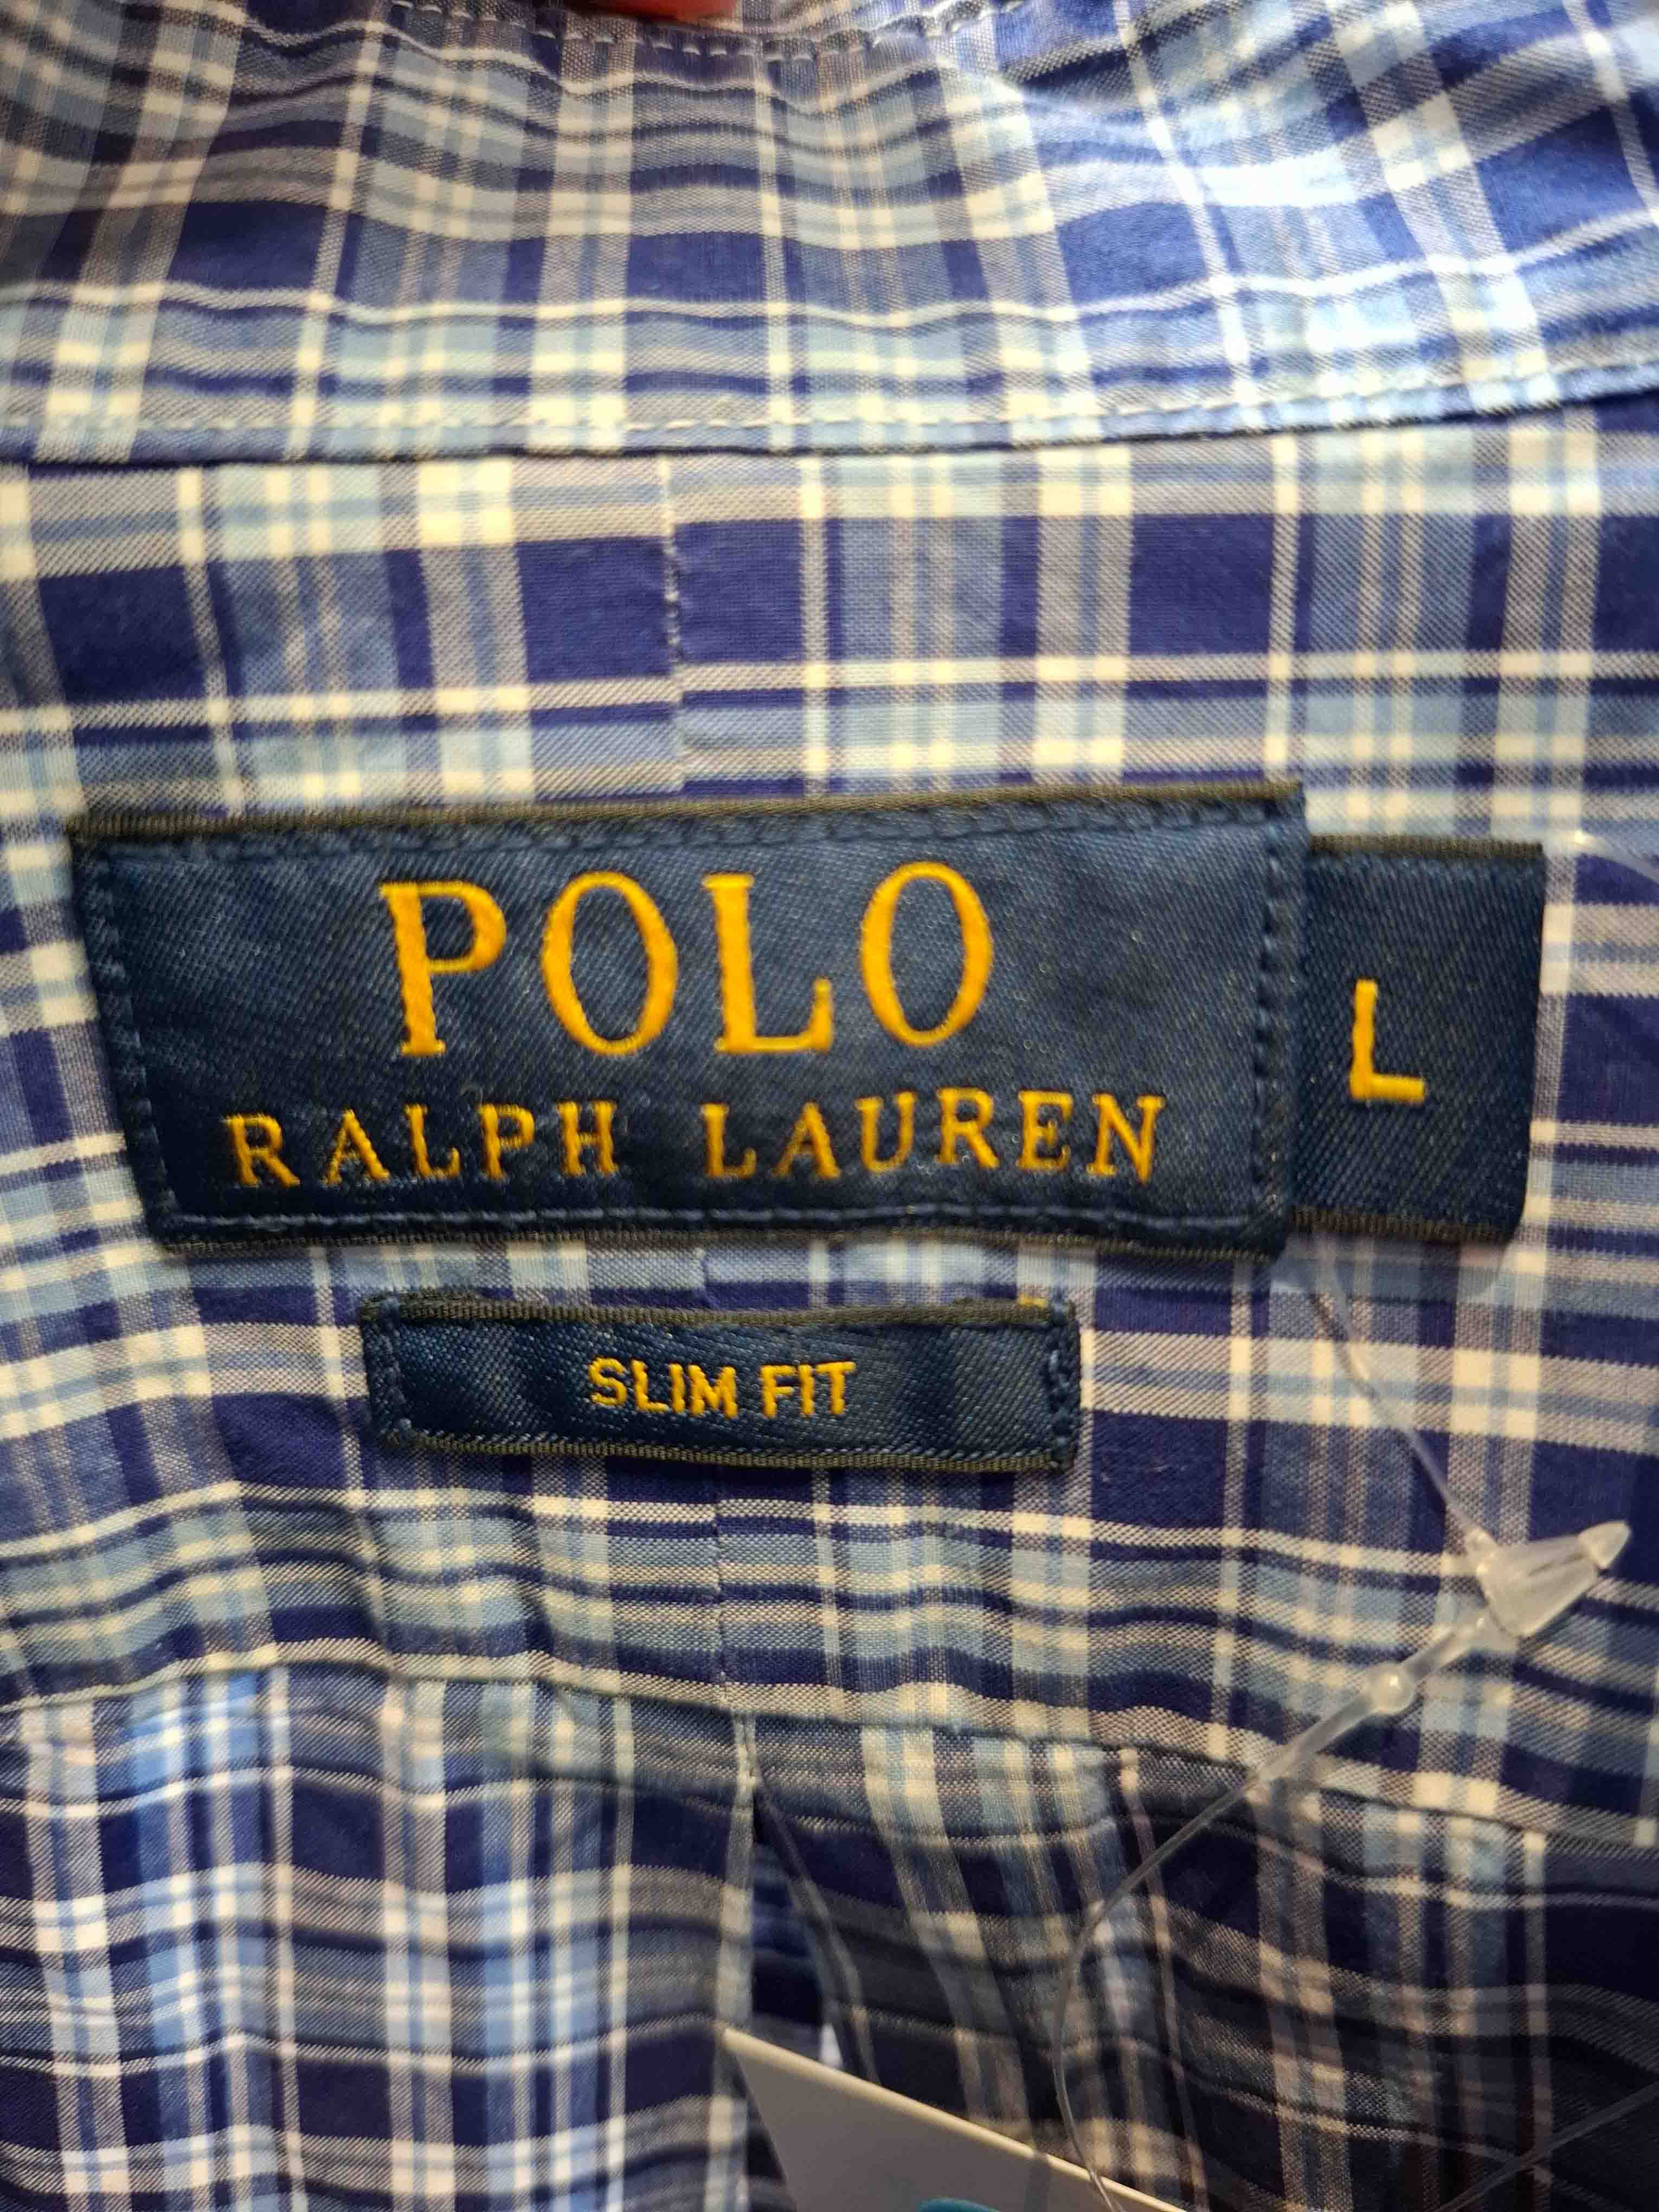 POLO
RALPH LAUREN
L
SLIM FIT